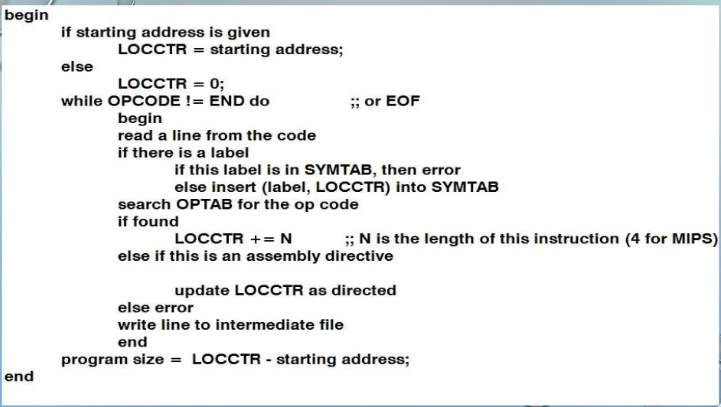 begin
if starting address is given
LOCCTR = starting address;
else
LOCCTR = 0;
while OPCODE != END do ;; or EOF
begin
read a line from the code
if there is a label
if this label is in SYMTAB, then error
else insert (label, LOCCTR) into SYMTAB
search OPTAB for the op code
if found
LOCCTR += N ;; N is the length of this instruction (4 for MIPS)
else if this is an assembly directive
update LOCCTR as directed
else error
write line to intermediate file
end
program size = LOCCTR - starting address;
end